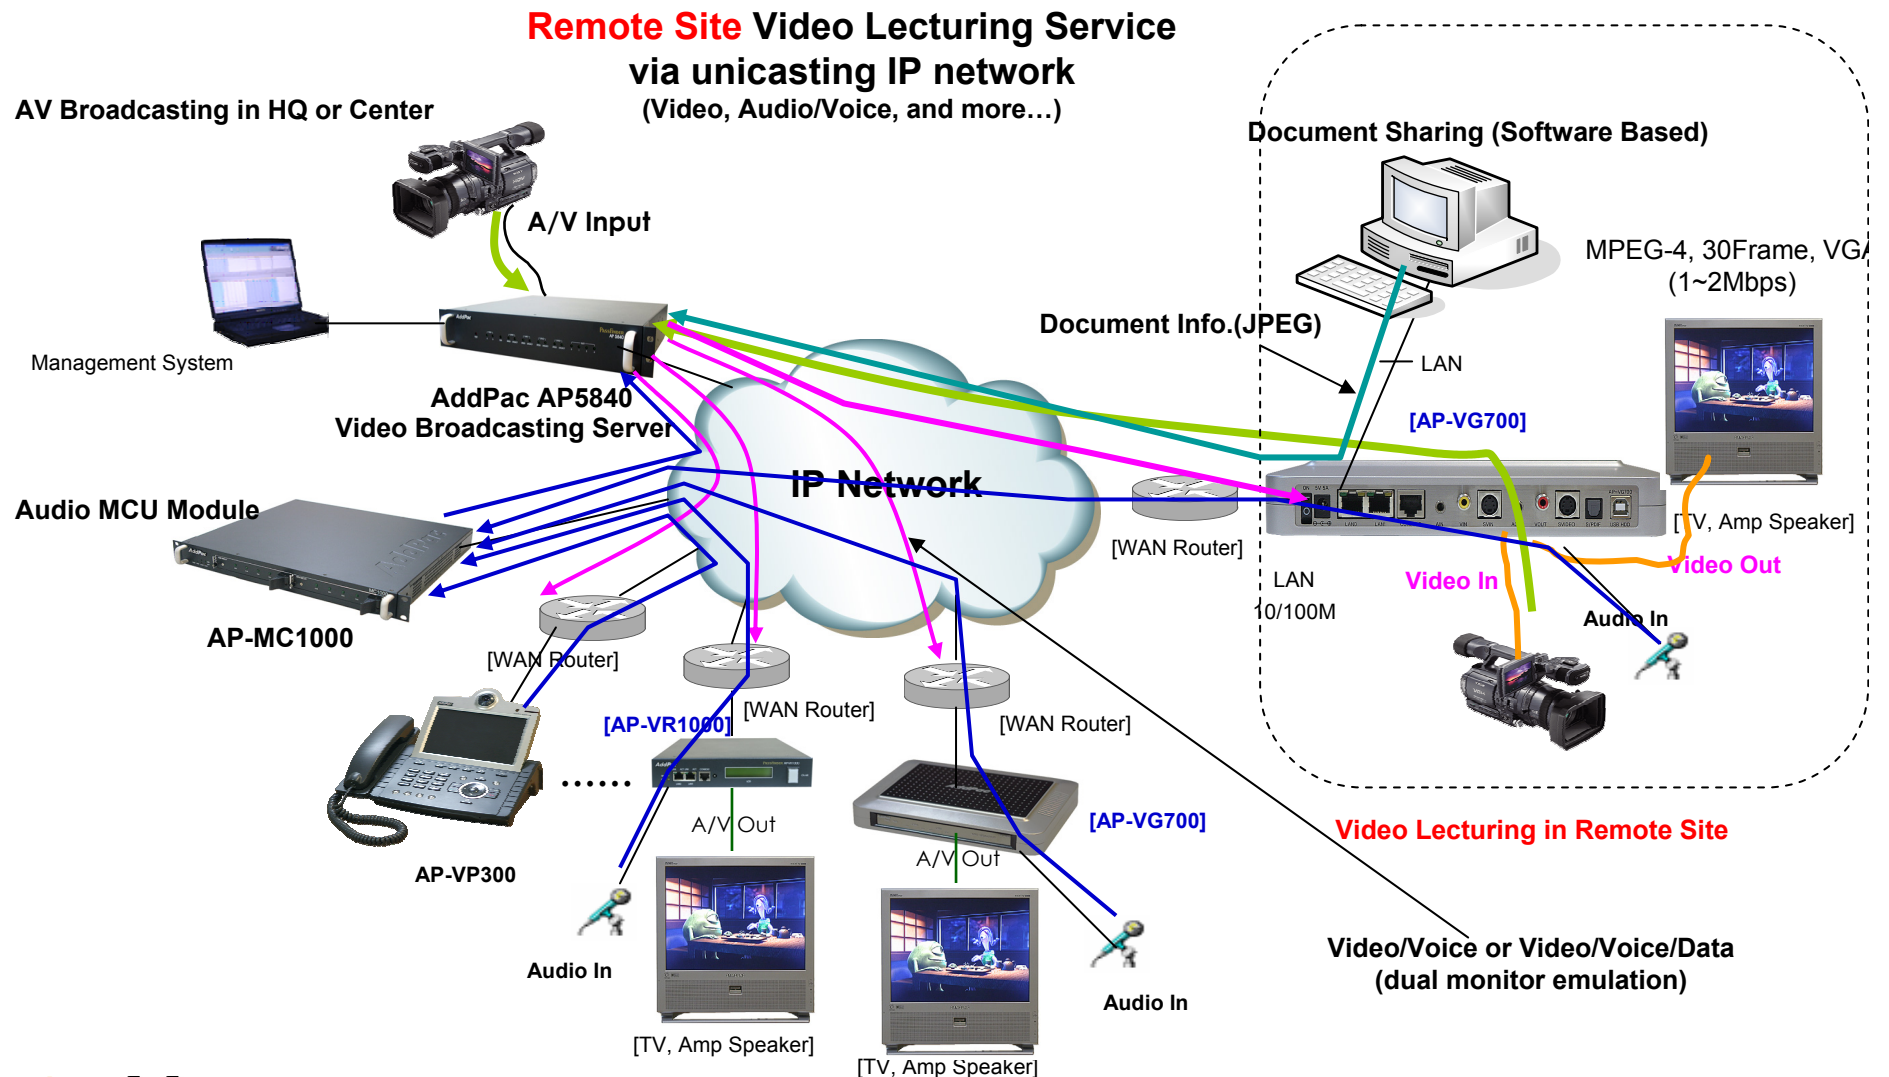 Remote Site Video Lecturing Service
via unicasting IP network
(Video, Audio/Voice, and more…)
AV Broadcasting in HQ or Center
A/V Input
Management System
AddPac AP5840
Video Broadcasting Server
Audio MCU Module
AP-MC1000
IP Network
Document Sharing (Software Based)
MPEG-4, 30Frame, VGA
(1~2Mbps)
Document Info.(JPEG)
LAN
[AP-VG700]
[WAN Router]
[TV, Amp Speaker]
LAN
10/100M
Video In
Video Out
Audio In
[WAN Router]
[WAN Router]
[WAN Router]
[AP-VR1000]
A/V Out
AP-VP300
......
[AP-VG700]
A/V Out
Video Lecturing in Remote Site
Audio In
Audio In
[TV, Amp Speaker]
[TV, Amp Speaker]
Video/Voice or Video/Voice/Data
(dual monitor emulation)